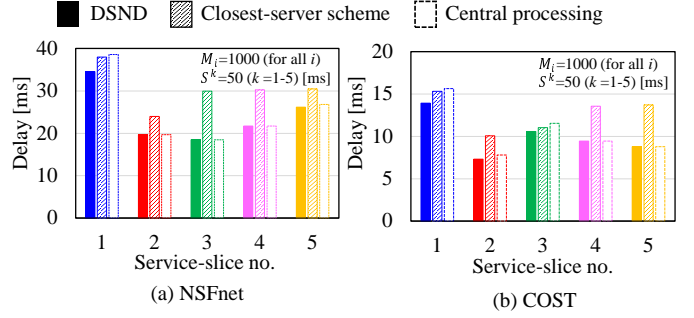 DSND Closest-server scheme Central processing
40
30
20
10
0
Delay [ms]
M_i=1000 (for all i)
S^k=50 (k=1-5) [ms]
1 2 3 4 5
Service-slice no.
(a) NSFnet
20
15
10
5
0
Delay [ms]
M_i=1000 (for all i)
S^k=50 (k=1-5) [ms]
1 2 3 4 5
Service-slice no.
(b) COST